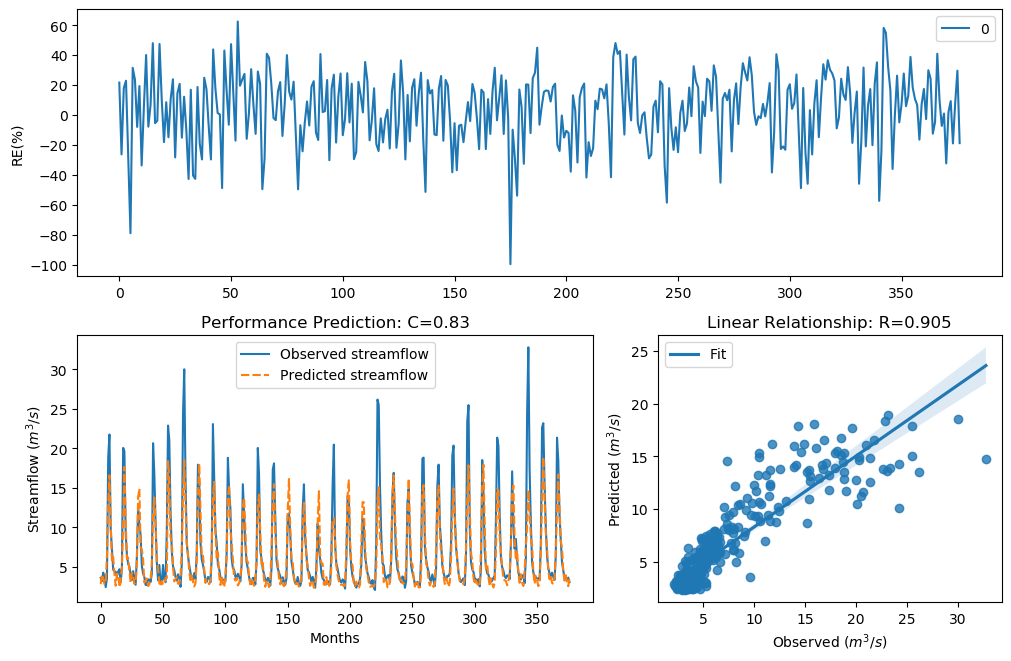 RE(%)
60
40
20
0
−20
−40
−60
−80
−100
0
0 50 100 150 200 250 300 350
Performance Prediction: C=0.83
Streamflow (m³/s)
30
25
20
15
10
5
Observed streamflow
Predicted streamflow
0 50 100 150 200 250 300 350
Months
Linear Relationship: R=0.905
Predicted (m³/s)
25
20
15
10
5
Fit
5 10 15 20 25 30
Observed (m³/s)